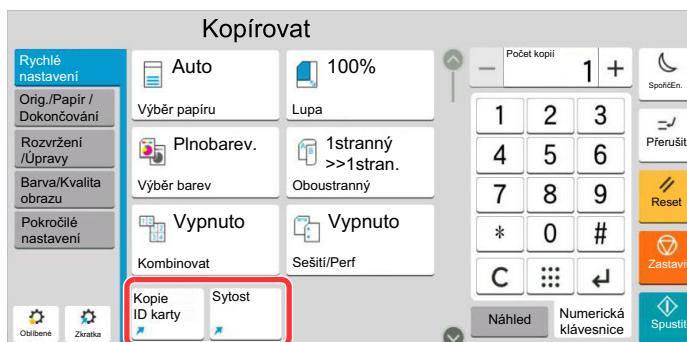 Kopírovat
Rychlé
nastavení
Orig./Papír /
Dokončování
Rozvržení
/Úpravy
Barva/Kvalita
obrazu
Pokročilé
nastavení
Oblíbené
Zkratka
Auto
Výběr papíru
100%
Lupa
Plnobarev.
Výběr barev
1stranný
>>1stran.
Oboustranný
Vypnuto
Kombinovat
Vypnuto
Sešití/Perf
Kopie
ID karty
Sytost
Počet kopií
− 1 +
1 2 3
4 5 6
7 8 9
* 0 #
C
Náhled
Numerická
klávesnice
SpořičEn.
Přerušit
Reset
Zastavit
Spustit